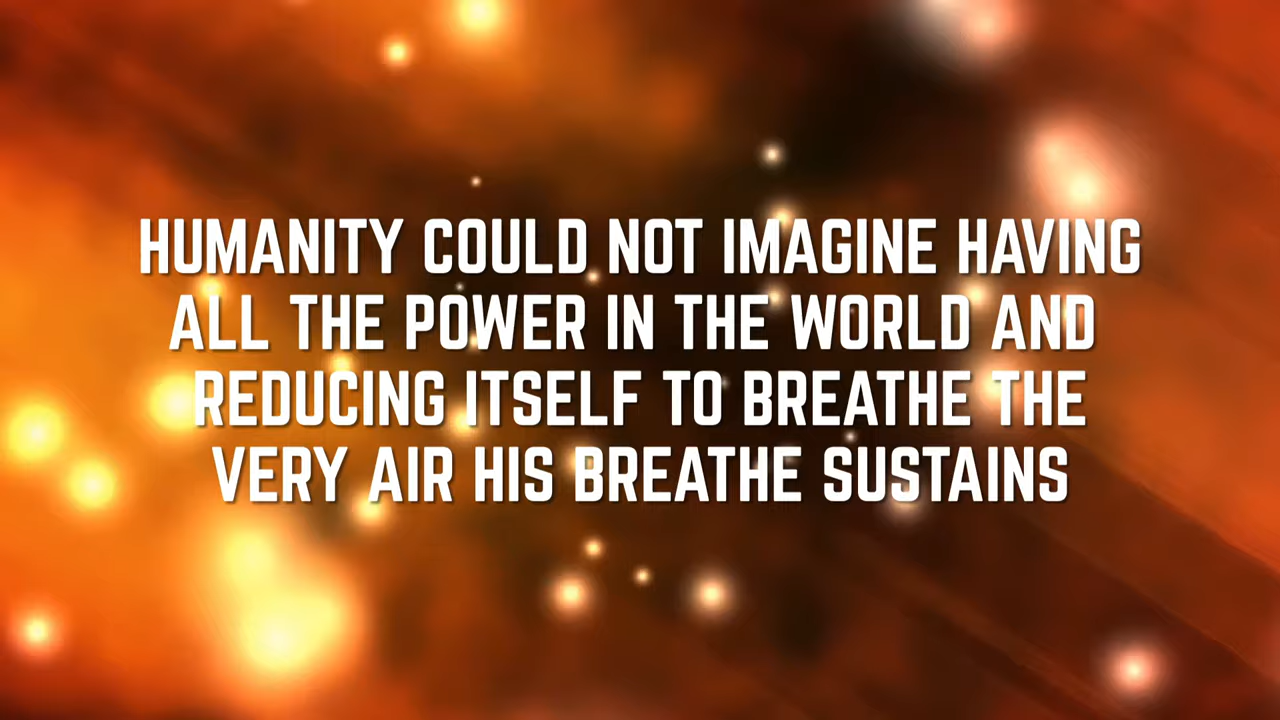 HUMANITY COULD NOT IMAGINE HAVING
ALL THE POWER IN THE WORLD AND
REDUCING ITSELF TO BREATHE THE
VERY AIR HIS BREATHE SUSTAINS